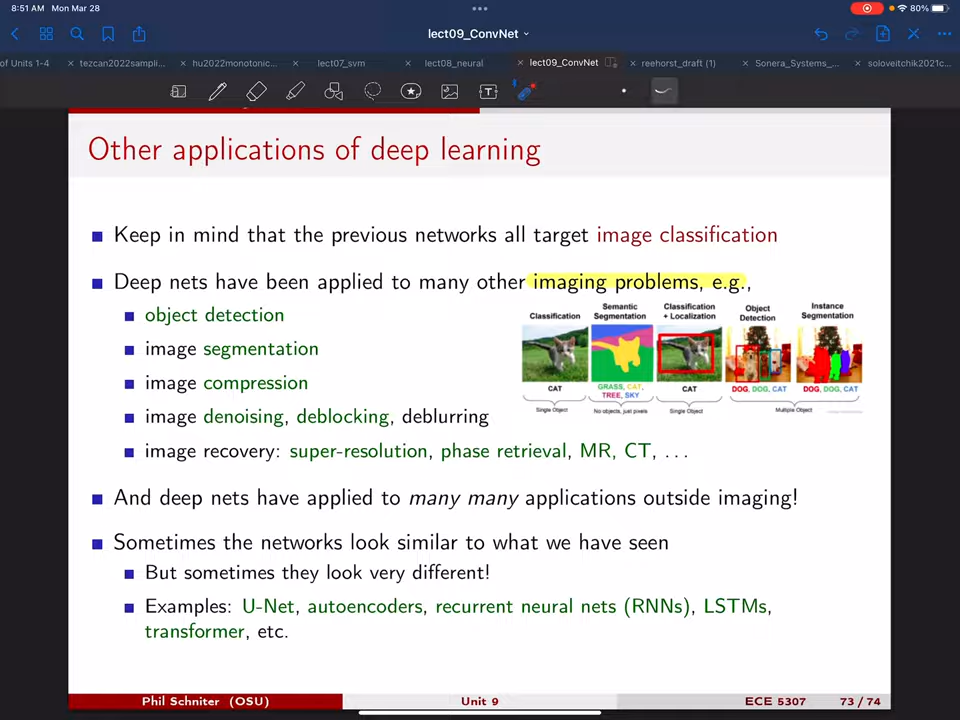 8:51 AM Mon Mar 28
80%
lect09_ConvNet
of Units 1-4
tezcan2022sampli...
hu2022monotonic...
lect07_svm
lect08_neural
lect09_ConvNet
reehorst_draft (1)
Sonera_Systems_...
soloveitchik2021c...
Other applications of deep learning
Keep in mind that the previous networks all target image classification
Deep nets have been applied to many other imaging problems, e.g.,
object detection
image segmentation
image compression
image denoising, deblocking, deblurring
image recovery: super-resolution, phase retrieval, MR, CT, ...
Classification
Semantic Segmentation
Classification + Localization
Object Detection
Instance Segmentation
CAT
GRASS, CAT, TREE, SKY
CAT
DOG, DOG, CAT
DOG, DOG, CAT
Single Object
No objects, just pixels
Single Object
Multiple Object
And deep nets have applied to many many applications outside imaging!
Sometimes the networks look similar to what we have seen
But sometimes they look very different!
Examples: U-Net, autoencoders, recurrent neural nets (RNNs), LSTMs,
transformer, etc.
Phil Schniter (OSU)
Unit 9
ECE 5307
73 / 74